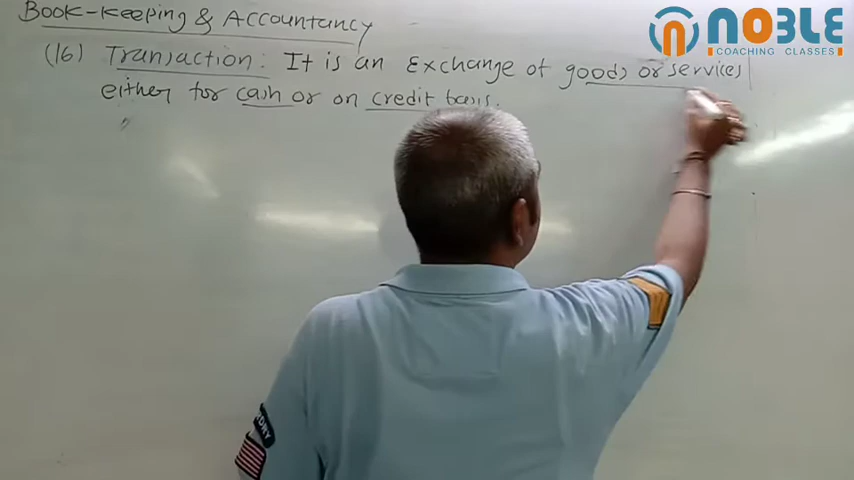 Book-Keeping & Accountancy
(16) Transaction : It is an Exchange of goods or services
either for cash or on credit basis.
NOBLE
COACHING CLASSES